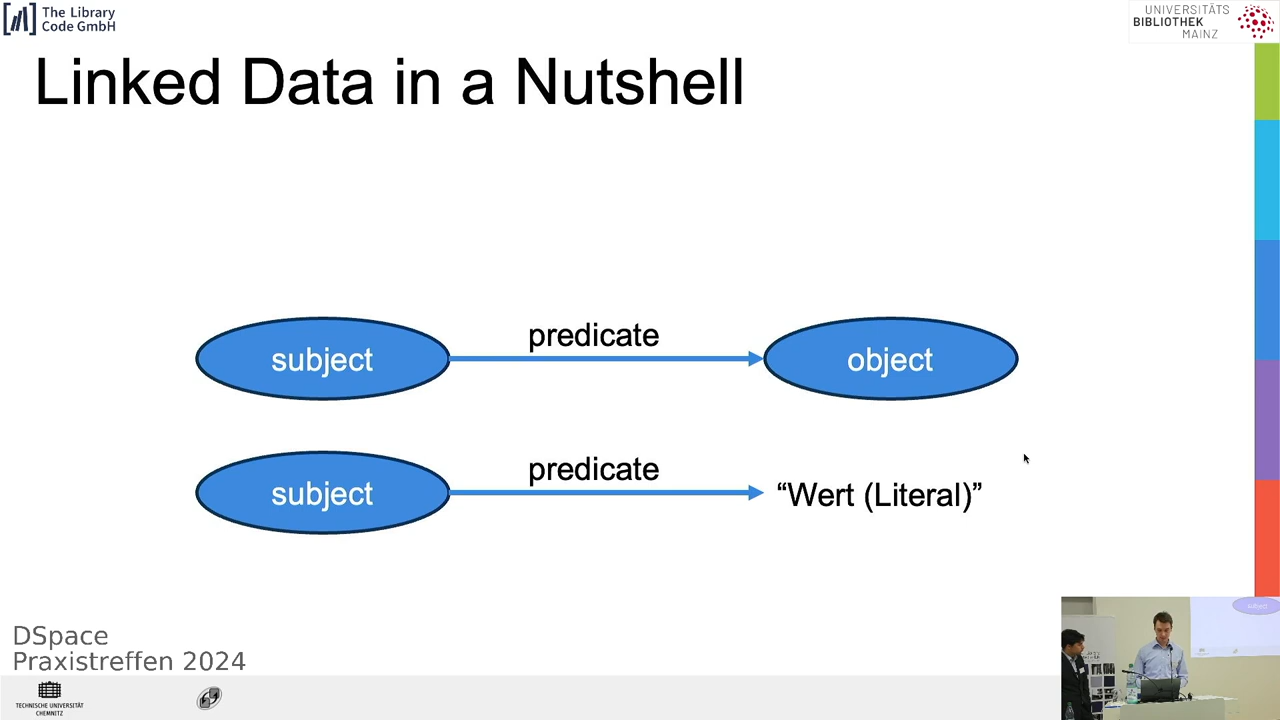 The Library
Code GmbH
UNIVERSITÄTS
BIBLIOTHEK
MAINZ
Linked Data in a Nutshell
predicate
subject
object
predicate
subject
“Wert (Literal)”
DSpace
Praxistreffen 2024
TECHNISCHE UNIVERSITÄT
CHEMNITZ
subject